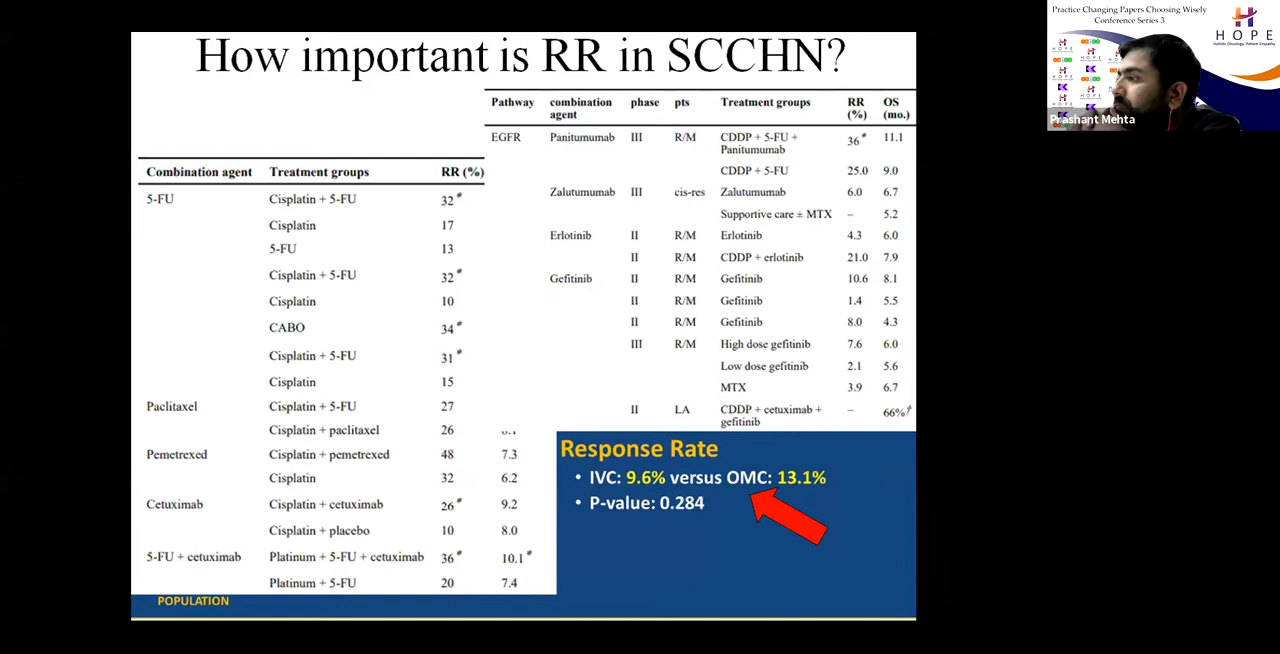 How important is RR in SCCHN?
Combination agent Treatment groups RR (%)
5-FU Cisplatin + 5-FU 32*
Cisplatin 17
5-FU 13
Cisplatin + 5-FU 32*
Cisplatin 10
CABO 34*
Cisplatin + 5-FU 31*
Cisplatin 15
Paclitaxel Cisplatin + 5-FU 27
Cisplatin + paclitaxel 26
Pemetrexed Cisplatin + pemetrexed 48 7.3
Cisplatin 32 6.2
Cetuximab Cisplatin + cetuximab 26* 9.2
Cisplatin + placebo 10 8.0
5-FU + cetuximab Platinum + 5-FU + cetuximab 36* 10.1*
Platinum + 5-FU 20 7.4
Pathway combination agent phase pts Treatment groups RR (%) OS (mo.)
EGFR Panitumumab III R/M CDDP + 5-FU + Panitumumab 36* 11.1
CDDP + 5-FU 25.0 9.0
Zalutumumab III cis-res Zalutumumab 6.0 6.7
Supportive care ± MTX – 5.2
Erlotinib II R/M Erlotinib 4.3 6.0
II R/M CDDP + erlotinib 21.0 7.9
Gefitinib II R/M Gefitinib 10.6 8.1
II R/M Gefitinib 1.4 5.5
II R/M Gefitinib 8.0 4.3
III R/M High dose gefitinib 7.6 6.0
Low dose gefitinib 2.1 5.6
MTX 3.9 6.7
II LA CDDP + cetuximab + gefitinib – 66%†
Response Rate
• IVC: 9.6% versus OMC: 13.1%
• P-value: 0.284
POPULATION
Practice Changing Papers Choosing Wisely
Conference Series 3
HOPE
Holistic Oncology, Patient Empathy
Prashant Mehta